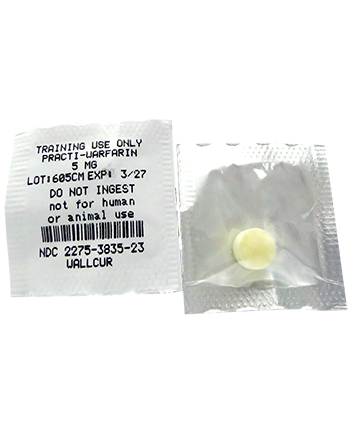 TRAINING USE ONLY
PRACTI-WARFARIN
5 MG
LOT:605CM EXP: 3/27
DO NOT INGEST
not for human
or animal use
NDC 2275-3835-23
WALLCUR